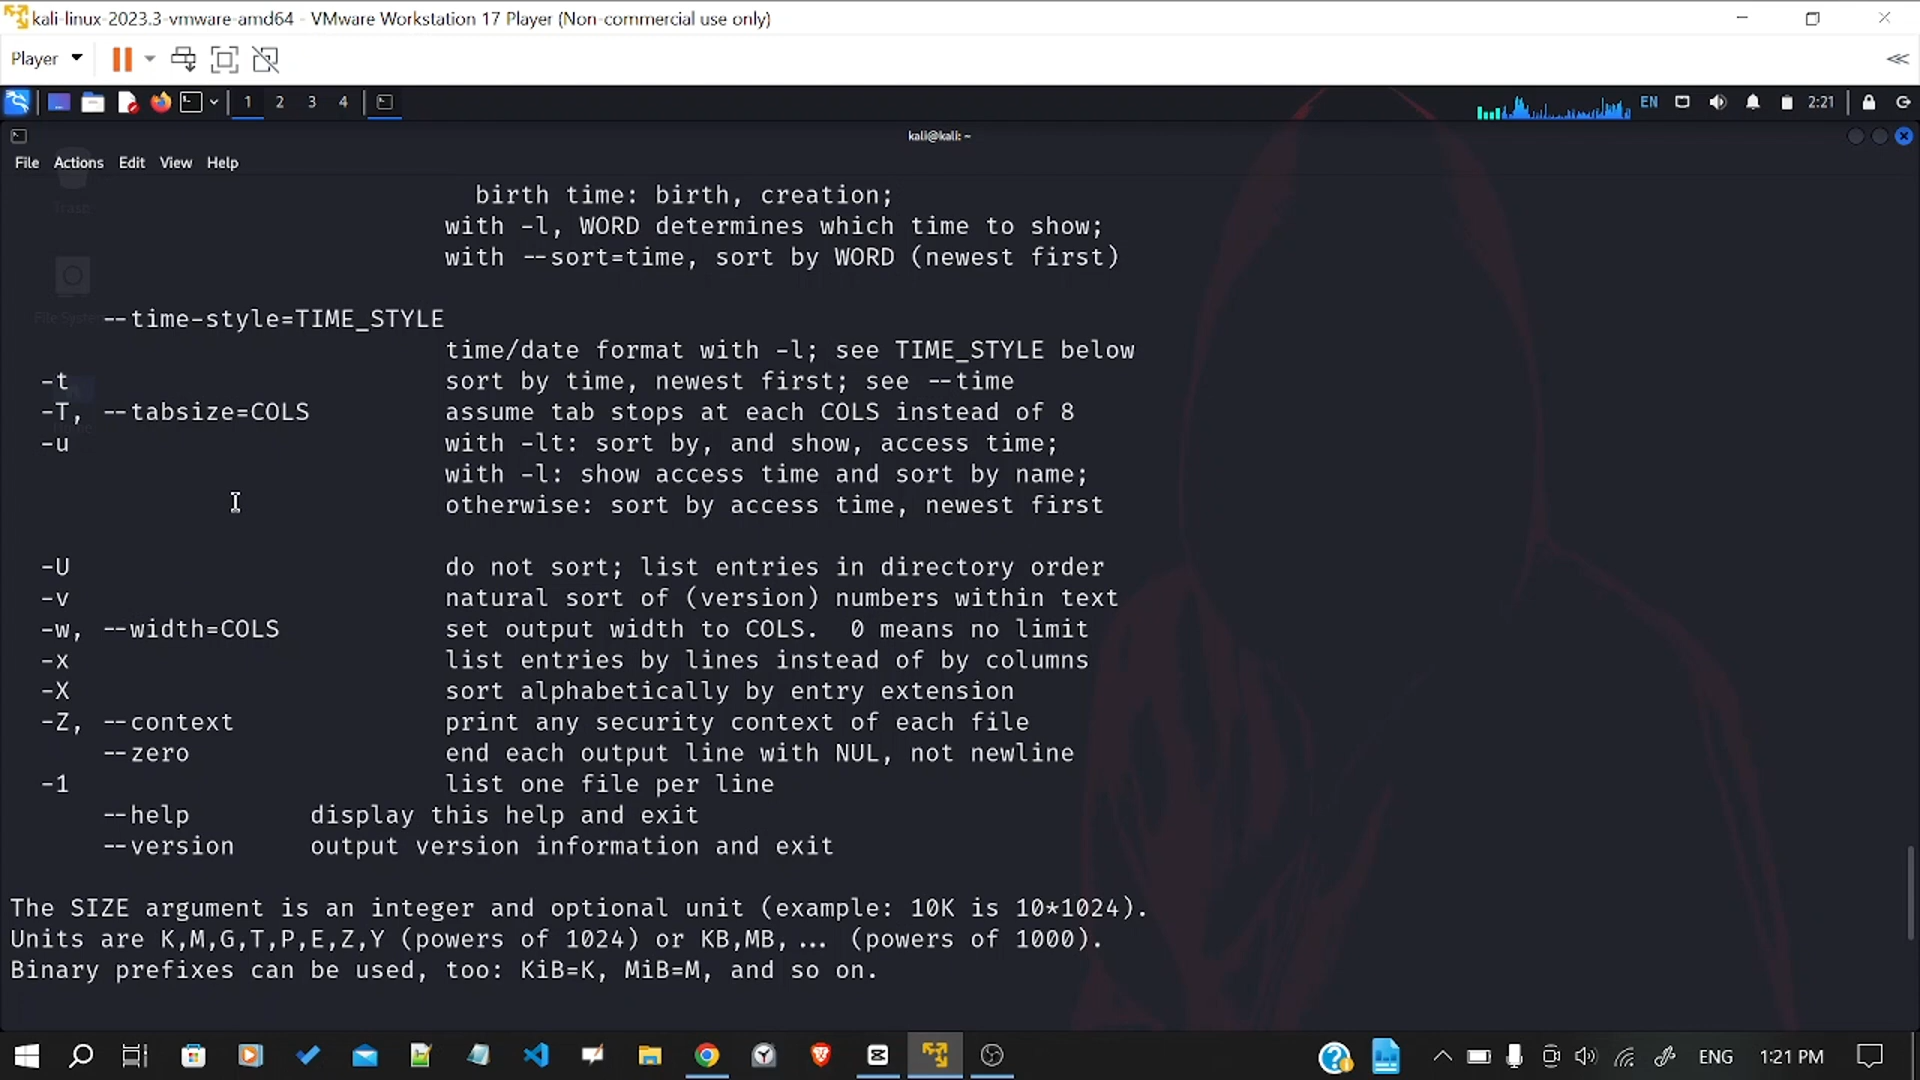 kali-linux-2023.3-vmware-amd64 - VMware Workstation 17 Player (Non-commercial use only)
Player
1 2 3 4 EN 2:21
kali@kali: ~
File Actions Edit View Help
birth time: birth, creation;
with -l, WORD determines which time to show;
with --sort=time, sort by WORD (newest first)
--time-style=TIME_STYLE
time/date format with -l; see TIME_STYLE below
-t sort by time, newest first; see --time
-T, --tabsize=COLS assume tab stops at each COLS instead of 8
-u with -lt: sort by, and show, access time;
with -l: show access time and sort by name;
otherwise: sort by access time, newest first
-U do not sort; list entries in directory order
-v natural sort of (version) numbers within text
-w, --width=COLS set output width to COLS.  0 means no limit
-x list entries by lines instead of by columns
-X sort alphabetically by entry extension
-Z, --context print any security context of each file
--zero end each output line with NUL, not newline
-1 list one file per line
--help display this help and exit
--version output version information and exit
The SIZE argument is an integer and optional unit (example: 10K is 10*1024).
Units are K,M,G,T,P,E,Z,Y (powers of 1024) or KB,MB,... (powers of 1000).
Binary prefixes can be used, too: KiB=K, MiB=M, and so on.
Trash
File System
Home
ENG 1:21 PM